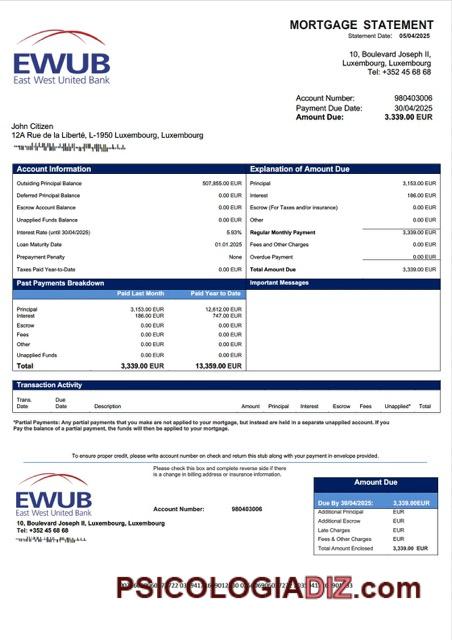 MORTGAGE STATEMENT
Statement Date: 05/04/2025
EWUB
East West United Bank
10, Boulevard Joseph II,
Luxembourg, Luxembourg
Tel: +352 45 68 68
Account Number: 980403006
Payment Due Date: 30/04/2025
Amount Due: 3.339.00 EUR
John Citizen
12A Rue de la Liberté, L-1950 Luxembourg, Luxembourg
Account Information
Outsiding Principal Balance 507,855.00 EUR
Deferred Principal Balance 0.00 EUR
Escrow Account Balance 0.00 EUR
Unapplied Funds Balance 0.00 EUR
Interest Rate (until 30/04/2025) 5.93%
Loan Maturity Date 01.01.2025
Prepayment Penalty None
Taxes Paid Year-to-Date 0.00 EUR
Explanation of Amount Due
Principal 3,153.00 EUR
Interest 186.00 EUR
Escrow (For Taxes and/or insurance) 0.00 EUR
Other 0.00 EUR
Regular Monthly Payment 3,339.00 EUR
Fees and Other Charges 0.00 EUR
Overdue Payment 0.00 EUR
Total Amount Due 3,339.00 EUR
Past Payments Breakdown
Paid Last Month Paid Year to Date
Principal 3,153.00 EUR 12,612.00 EUR
Interest 186.00 EUR 747.00 EUR
Escrow 0.00 EUR 0.00 EUR
Fees 0.00 EUR 0.00 EUR
Other 0.00 EUR 0.00 EUR
Unapplied Funds 0.00 EUR 0.00 EUR
Total 3,339.00 EUR 13,359.00 EUR
Important Messages
Transaction Activity
Trans. Date Due Date Description Amount Principal Interest Escrow Fees Unapplied* Total
*Partial Payments: Any partial payments that you make are not applied to your mortgage, but instead are held in a separate unapplied account. If you
Pay the balance of a partial payment, the funds will then be applied to your mortgage.
To ensure proper credit, please write account number on check and return this stub along with your payment in envelope provided.
Please check this box and complete reverse side if there
is a change in billing address or insurance information.
EWUB
East West United Bank
10, Boulevard Joseph II, Luxembourg, Luxembourg
Tel: +352 45 68 68
Account Number: 980403006
Amount Due
Due By 30/04/2025: 3,339.00EUR
Additional Principal EUR
Additional Escrow EUR
Late Charges EUR
Fees & Other Charges EUR
Total Amount Enclosed 3,339.00 EUR
PSICOLOGIADIZ.COM